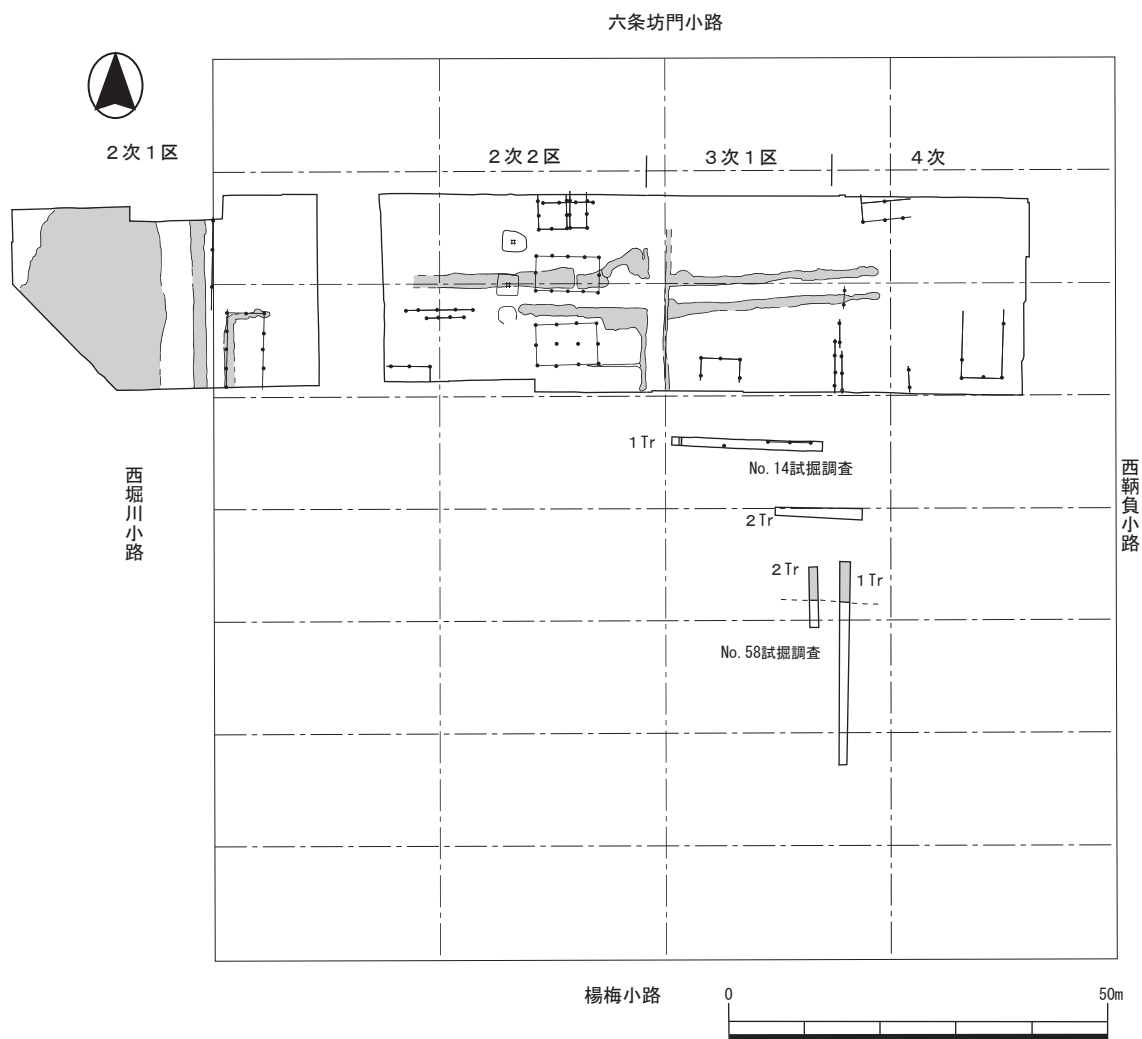 六条坊門小路
2次1区
2次2区
3次1区
4次
1Tr
No.14試掘調査
2Tr
2Tr
1Tr
No.58試掘調査
西堀川小路
西靱負小路
楊梅小路
0
50m